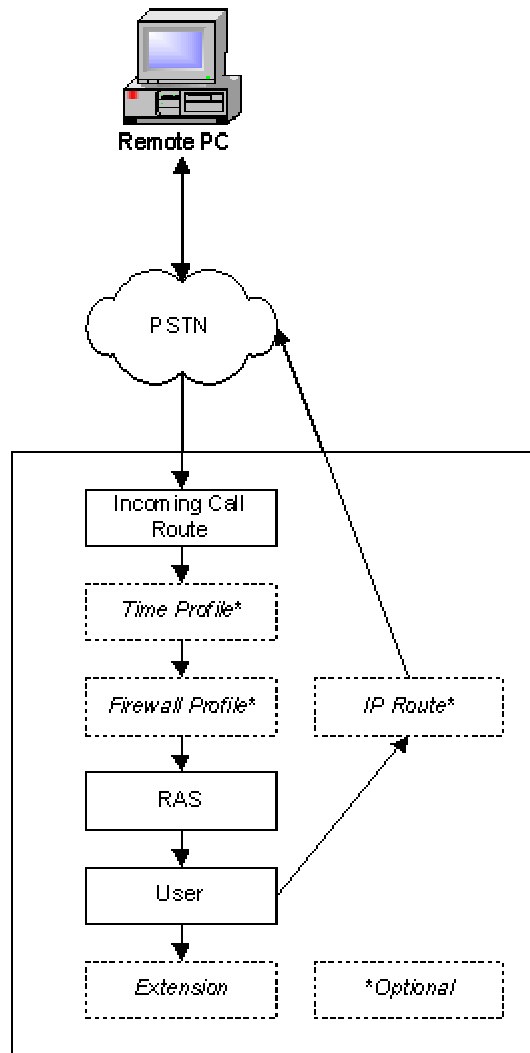 Remote PC
PSTN
Incoming Call
Route
Time Profile*
Firewall Profile*
IP Route*
RAS
User
Extension
*Optional